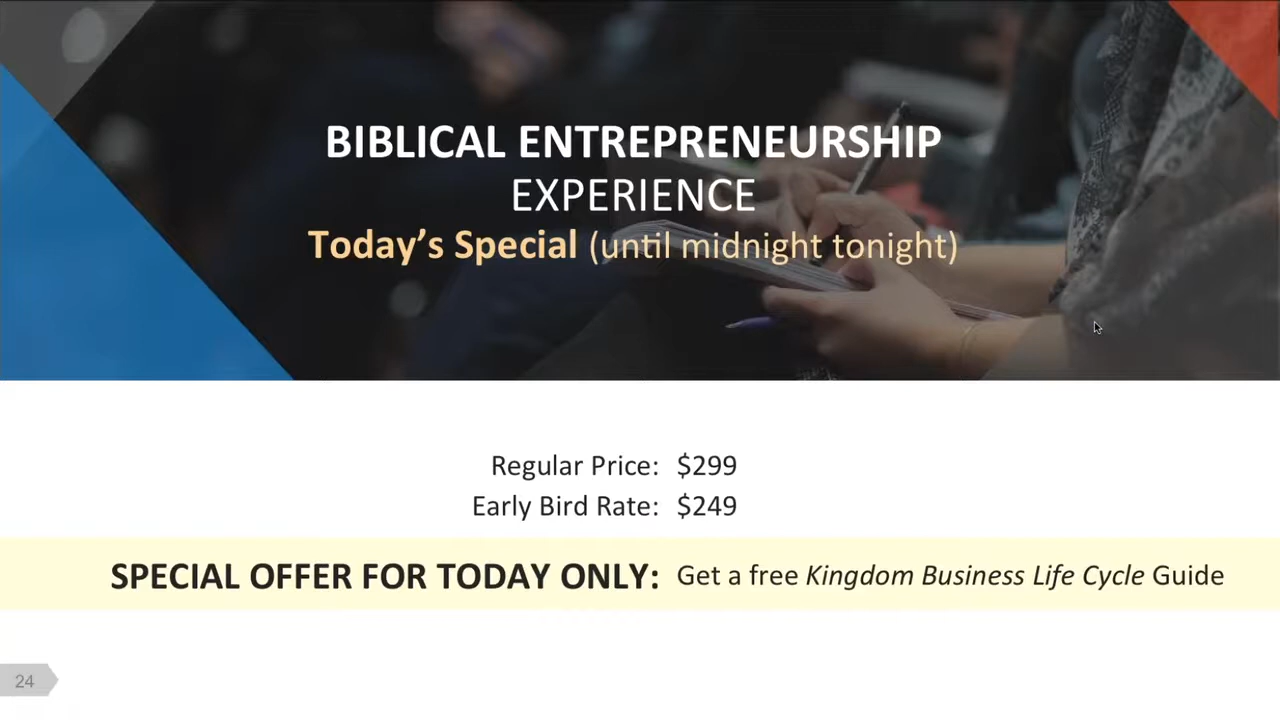 BIBLICAL ENTREPRENEURSHIP
EXPERIENCE
Today’s Special (until midnight tonight)
Regular Price: $299
Early Bird Rate: $249
SPECIAL OFFER FOR TODAY ONLY: Get a free Kingdom Business Life Cycle Guide
24